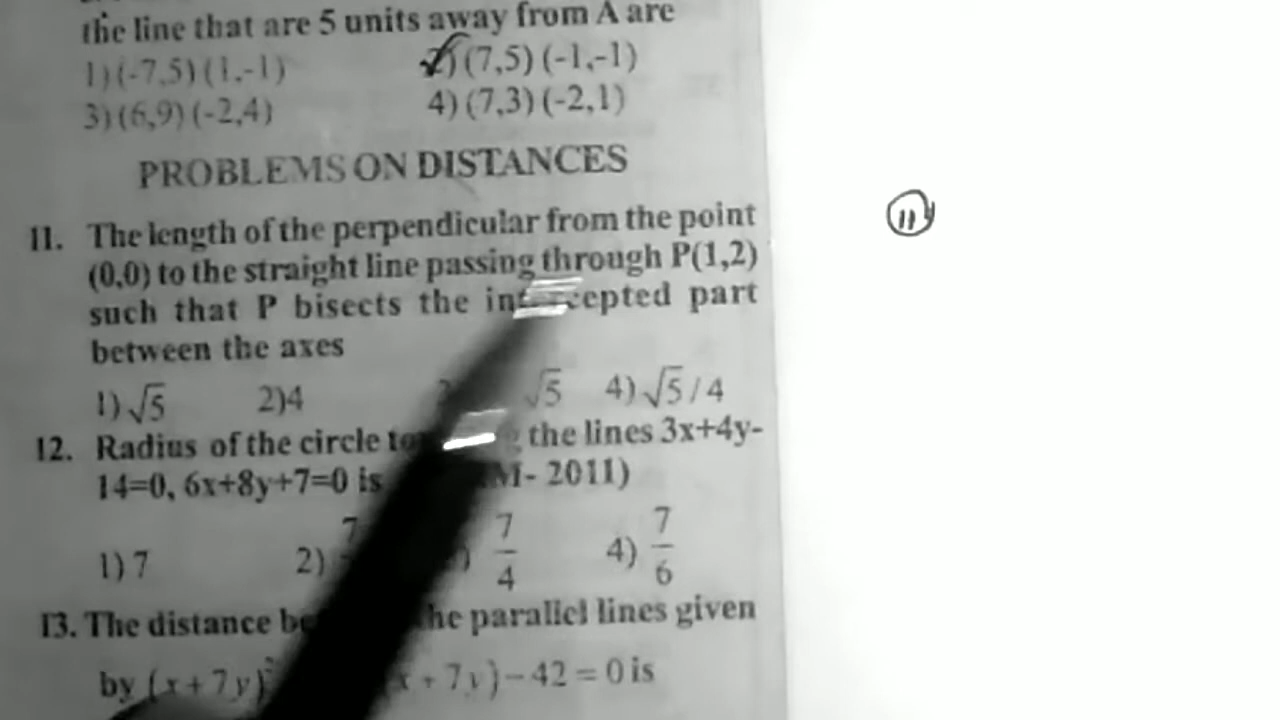 the line that are 5 units away from A are
1)(-7,5)(1,-1) 2)(7,5)(-1,-1)
3)(6,9)(-2,4) 4)(7,3)(-2,1)
PROBLEMS ON DISTANCES
11. The length of the perpendicular from the point
(0,0) to the straight line passing through P(1,2)
such that P bisects the intercepted part
between the axes
1)√5 2)4 √5 4)√5/4
12. Radius of the circle the lines 3x+4y-
14=0, 6x+8y+7=0 is - 2011)
1)7 2) 7 7/4 4) 7/6
13. The distance the parallel lines given
by (x+7y)² + 7y)-42=0 is
11